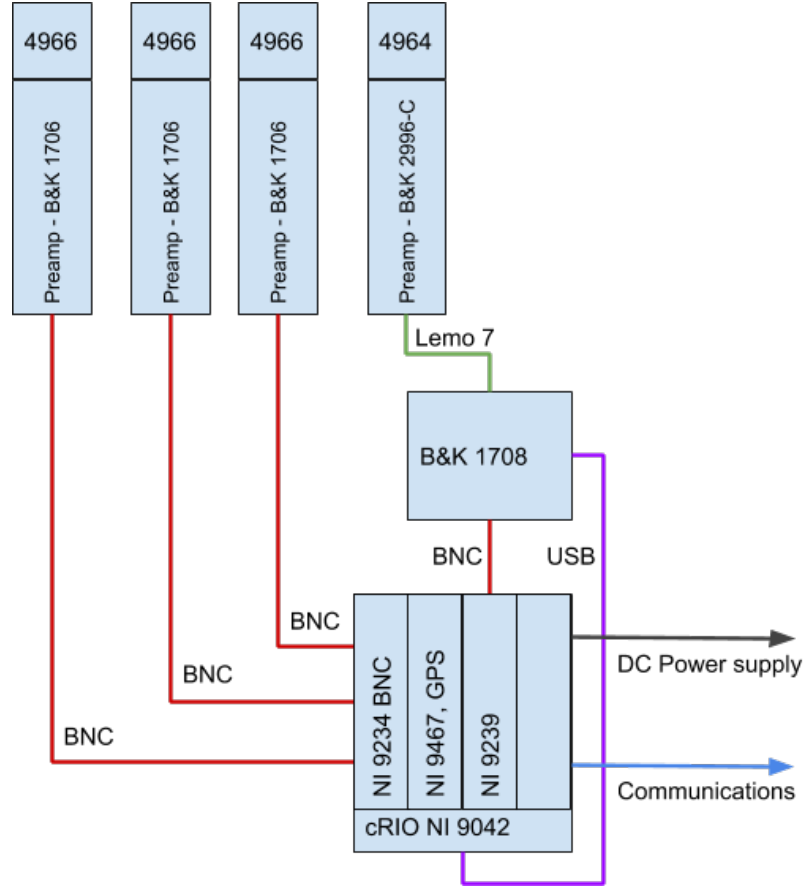 4966
4966
4966
4964
Preamp - B&K 1706
Preamp - B&K 1706
Preamp - B&K 1706
Preamp - B&K 2996-C
Lemo 7
B&K 1708
BNC
USB
BNC
BNC
BNC
NI 9234 BNC
NI 9467, GPS
NI 9239
cRIO NI 9042
DC Power supply
Communications